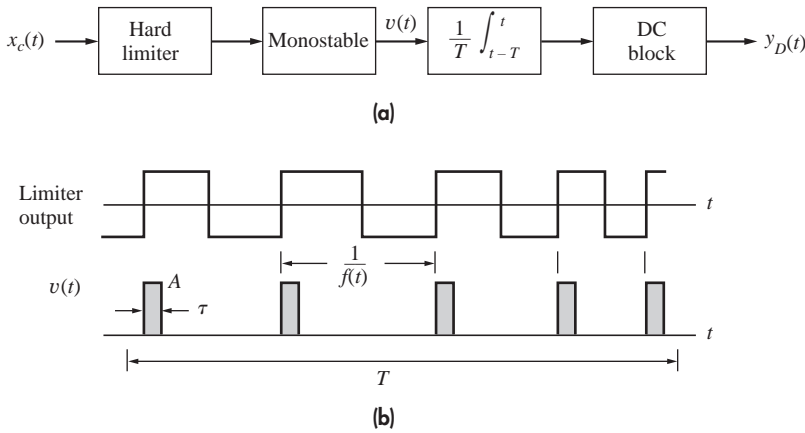 x_c(t)
Hard
limiter
Monostable
v(t)
1/T ∫_{t−T}^{t}
DC
block
y_D(t)
(a)
Limiter
output
t
1/f(t)
v(t)
A
τ
t
T
(b)